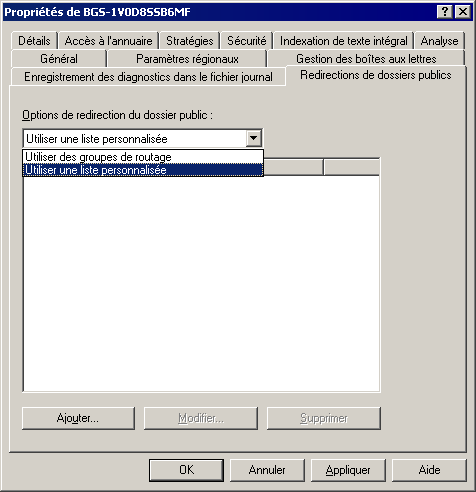 Propriétés de BGS-1V0D8SSB6MF
Détails Accès à l'annuaire Stratégies Sécurité Indexation de texte intégral Analyse
Général Paramètres régionaux Gestion des boîtes aux lettres
Enregistrement des diagnostics dans le fichier journal Redirections de dossiers publics
Options de redirection du dossier public :
Utiliser une liste personnalisée
Utiliser des groupes de routage
Utiliser une liste personnalisée
Ajouter... Modifier... Supprimer
OK Annuler Appliquer Aide